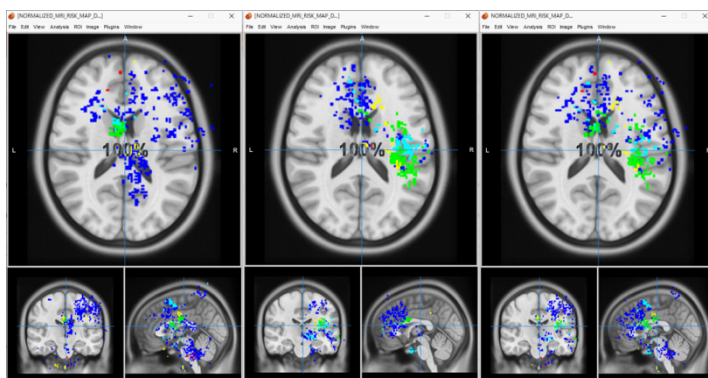 [NORMALIZED_MRI_RISK_MAP_D...
File Edit View Analysis ROI Image Plugins Window
A
L
R
100%
[NORMALIZED_MRI_RISK_MAP_D...
File Edit View Analysis ROI Image Plugins Window
A
L
R
100%
NORMALIZED_MRI_RISK_MAP_D...
File Edit View Analysis ROI Image Plugins Window
A
L
R
100%